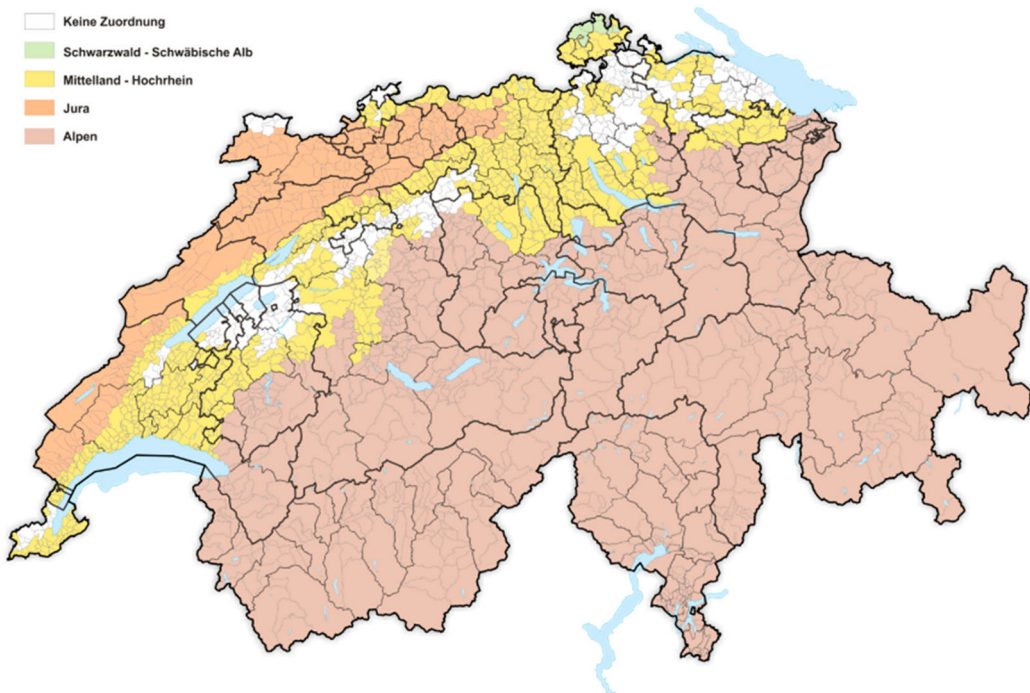 Keine Zuordnung
Schwarzwald - Schwäbische Alb
Mittelland - Hochrhein
Jura
Alpen